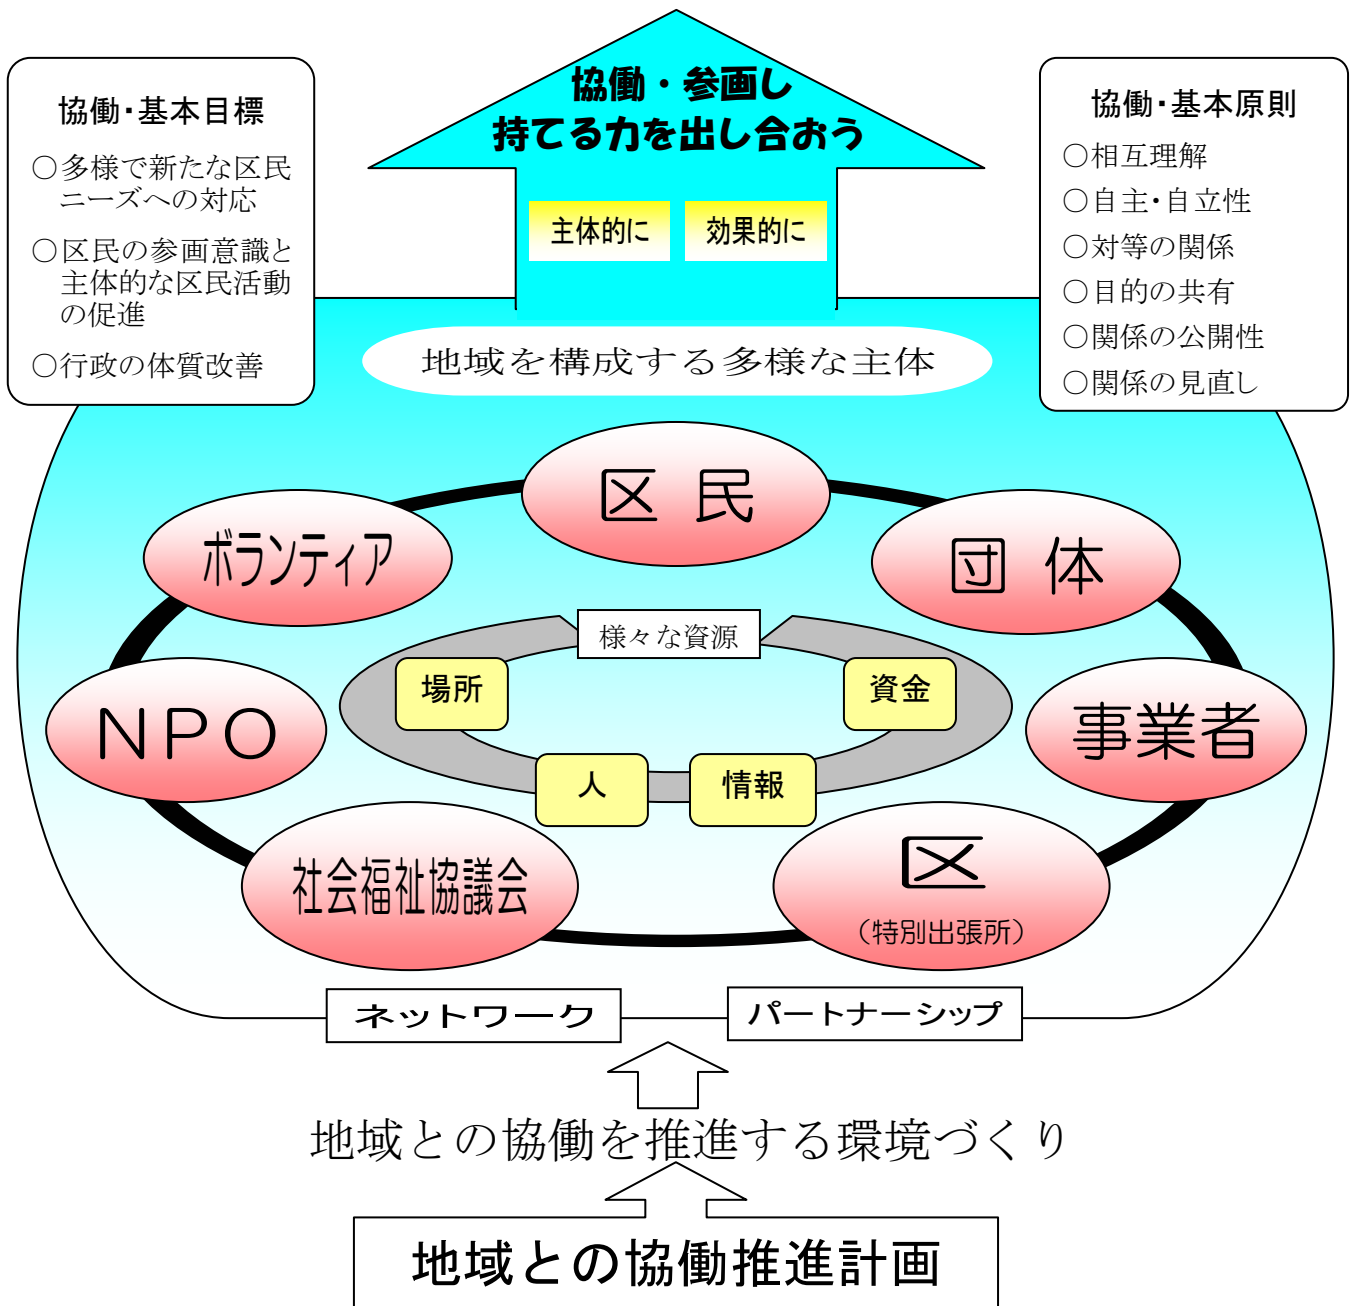 協働・参画し
持てる力を出し合おう
主体的に
効果的に
協働・基本目標
○多様で新たな区民
ニーズへの対応
○区民の参画意識と
主体的な区民活動
の促進
○行政の体質改善
協働・基本原則
○相互理解
○自主・自立性
○対等の関係
○目的の共有
○関係の公開性
○関係の見直し
地域を構成する多様な主体
区 民
ボランティア
団 体
様々な資源
場所
資金
NPO
事業者
人
情報
社会福祉協議会
区
(特別出張所)
ネットワーク
パートナーシップ
地域との協働を推進する環境づくり
地域との協働推進計画